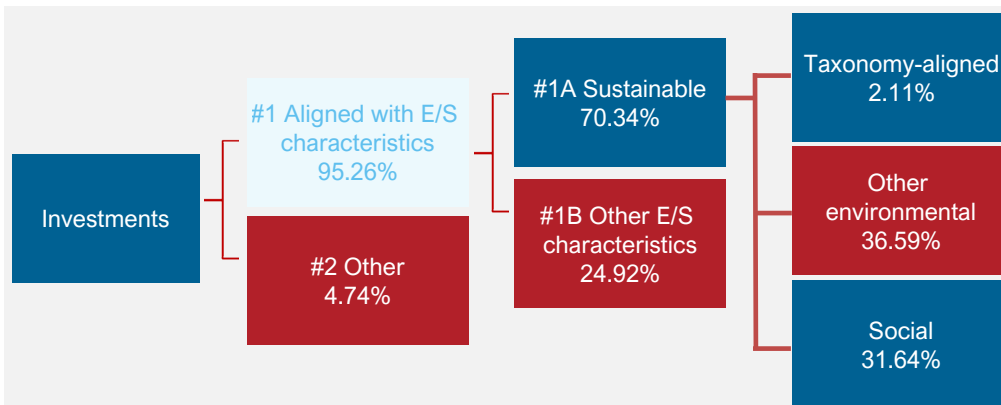 Investments
#1 Aligned with E/S
characteristics
95.26%
#2 Other
4.74%
#1A Sustainable
70.34%
#1B Other E/S
characteristics
24.92%
Taxonomy-aligned
2.11%
Other
environmental
36.59%
Social
31.64%